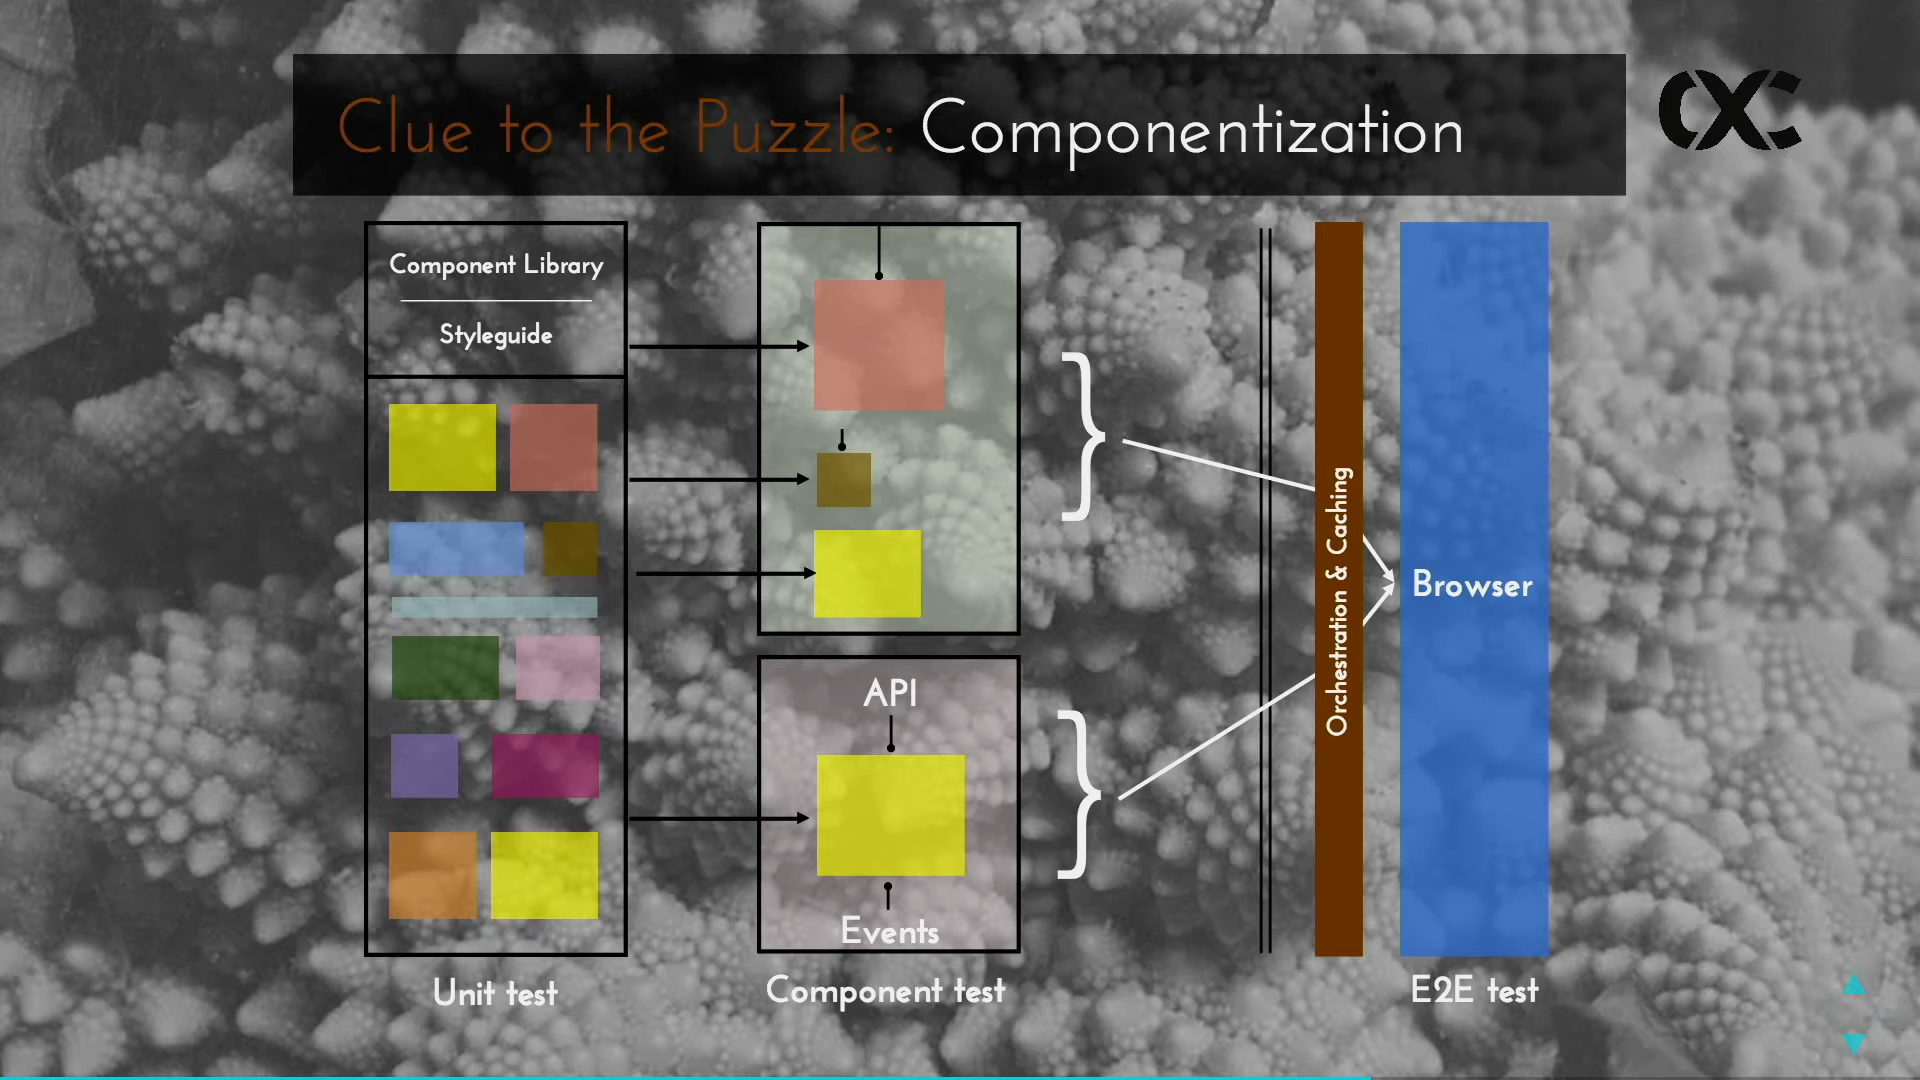 Clue to the Puzzle: Componentization
Component Library
Styleguide
API
Events
Orchestration & Caching
Browser
Unit test
Component test
E2E test